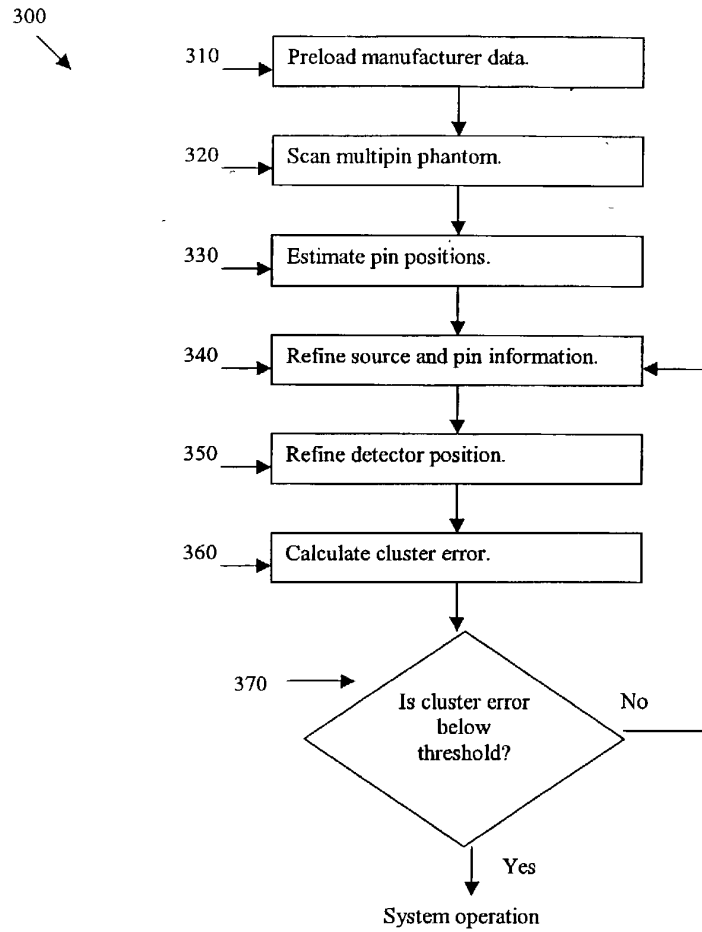 300
310
Preload manufacturer data.
320
Scan multipin phantom.
330
Estimate pin positions.
340
Refine source and pin information.
350
Refine detector position.
360
Calculate cluster error.
370
Is cluster error
below
threshold?
No
Yes
System operation